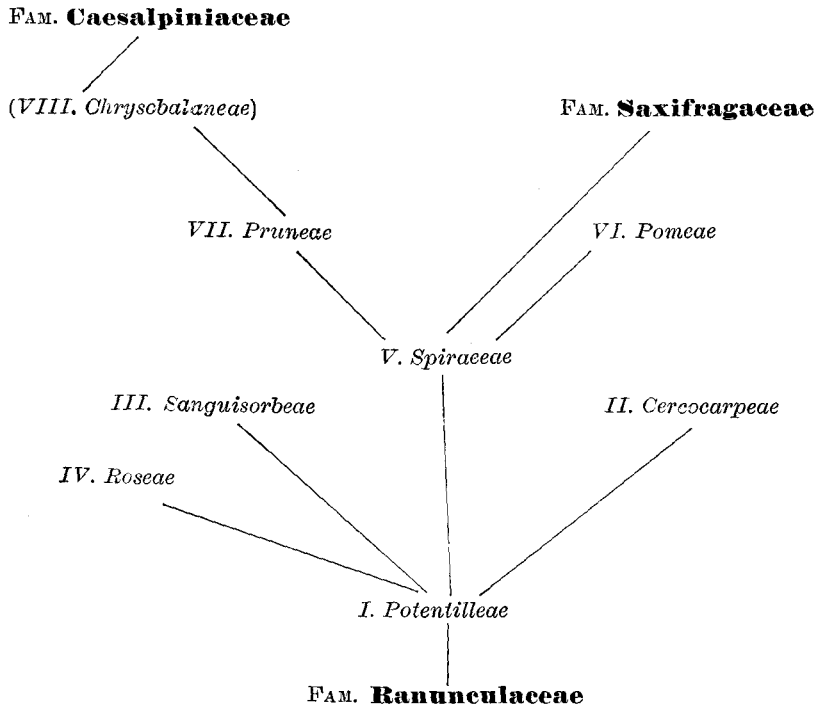 FAM. Caesalpiniaceae
(VIII. Chrysobalaneae)
FAM. Saxifragaceae
VII. Pruneae
VI. Pomeae
V. Spiraeeae
III. Sanguisorbeae
II. Cercocarpeae
IV. Roseae
I. Potentilleae
FAM. Ranunculaceae